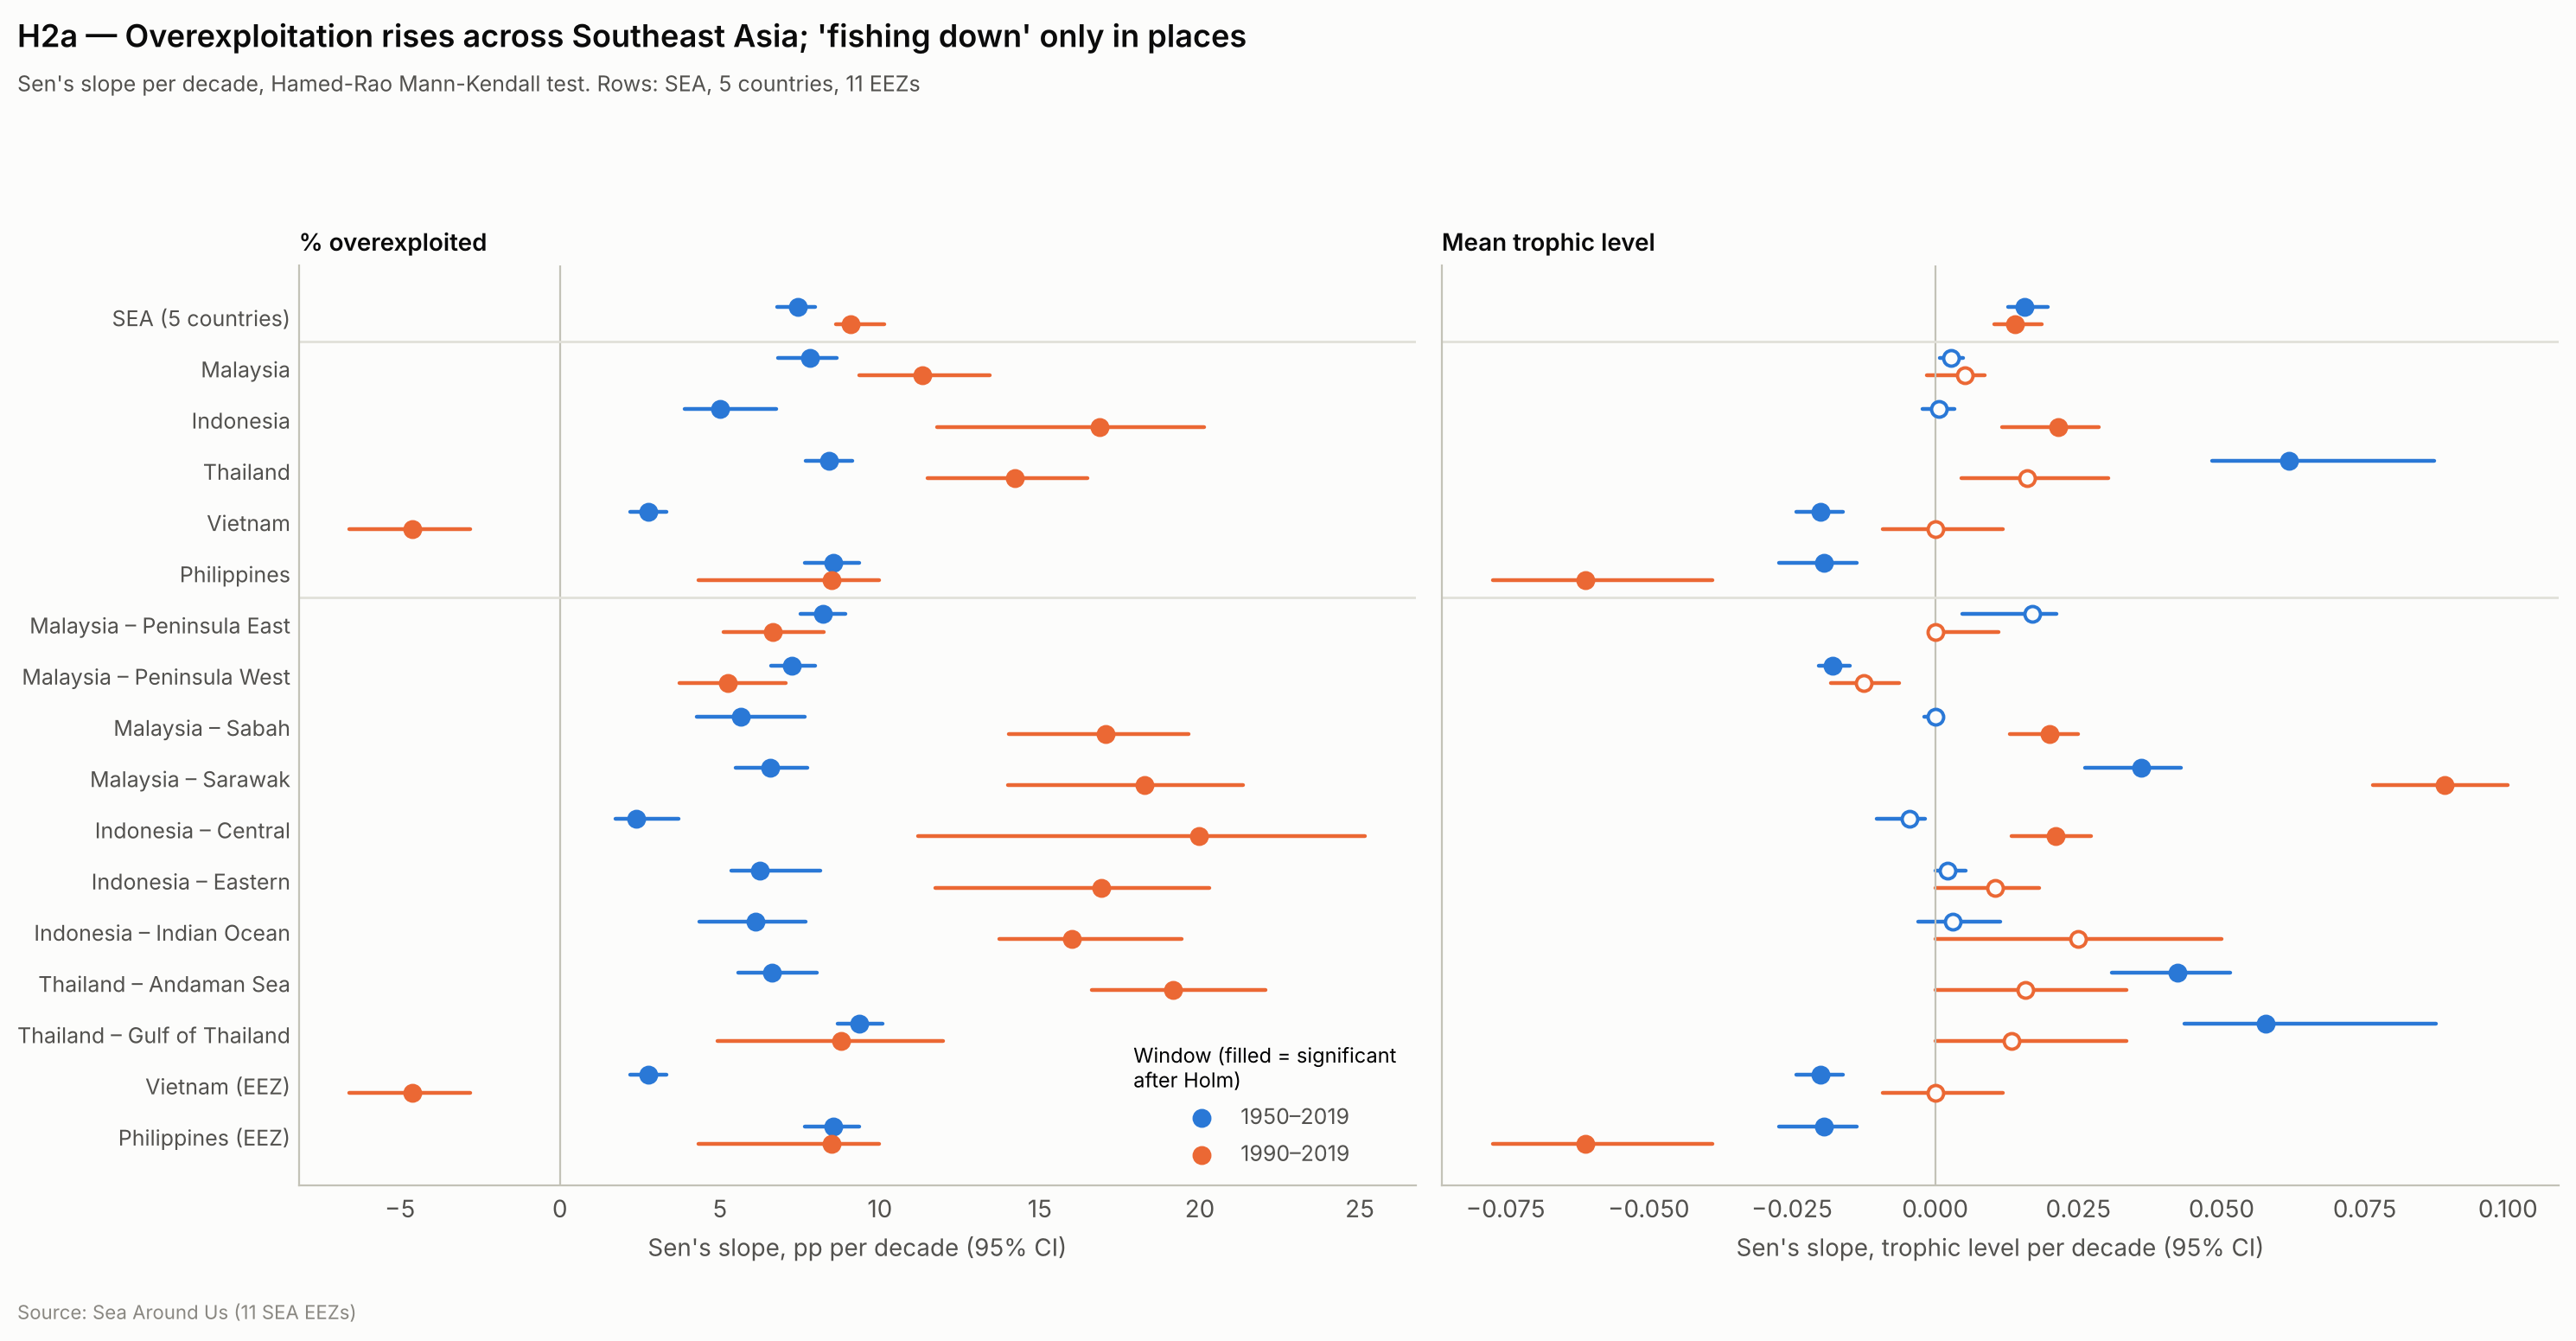 H2a — Overexploitation rises across Southeast Asia; 'fishing down' only in places
Sen's slope per decade, Hamed-Rao Mann-Kendall test. Rows: SEA, 5 countries, 11 EEZs
% overexploited
Mean trophic level
SEA (5 countries)
Malaysia
Indonesia
Thailand
Vietnam
Philippines
Malaysia – Peninsula East
Malaysia – Peninsula West
Malaysia – Sabah
Malaysia – Sarawak
Indonesia – Central
Indonesia – Eastern
Indonesia – Indian Ocean
Thailand – Andaman Sea
Thailand – Gulf of Thailand
Vietnam (EEZ)
Philippines (EEZ)
Window (filled = significant
after Holm)
1950–2019
1990–2019
−5 0 5 10 15 20 25
−0.075 −0.050 −0.025 0.000 0.025 0.050 0.075 0.100
Sen's slope, pp per decade (95% CI)
Sen's slope, trophic level per decade (95% CI)
Source: Sea Around Us (11 SEA EEZs)